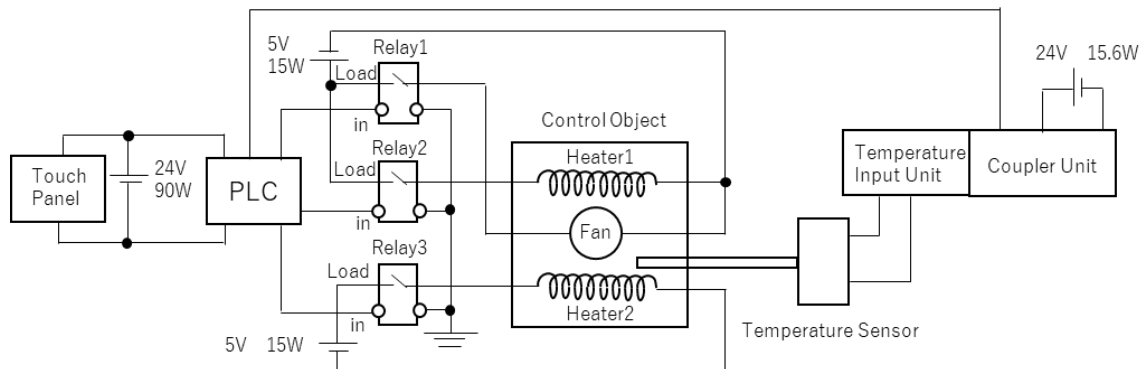 5V
15W
Relay1
Load
in
Relay2
Load
in
Relay3
Load
in
5V 15W
Touch
Panel
24V
90W
PLC
Control Object
Heater1
Fan
Heater2
Temperature Sensor
Temperature
Input Unit
Coupler Unit
24V 15.6W